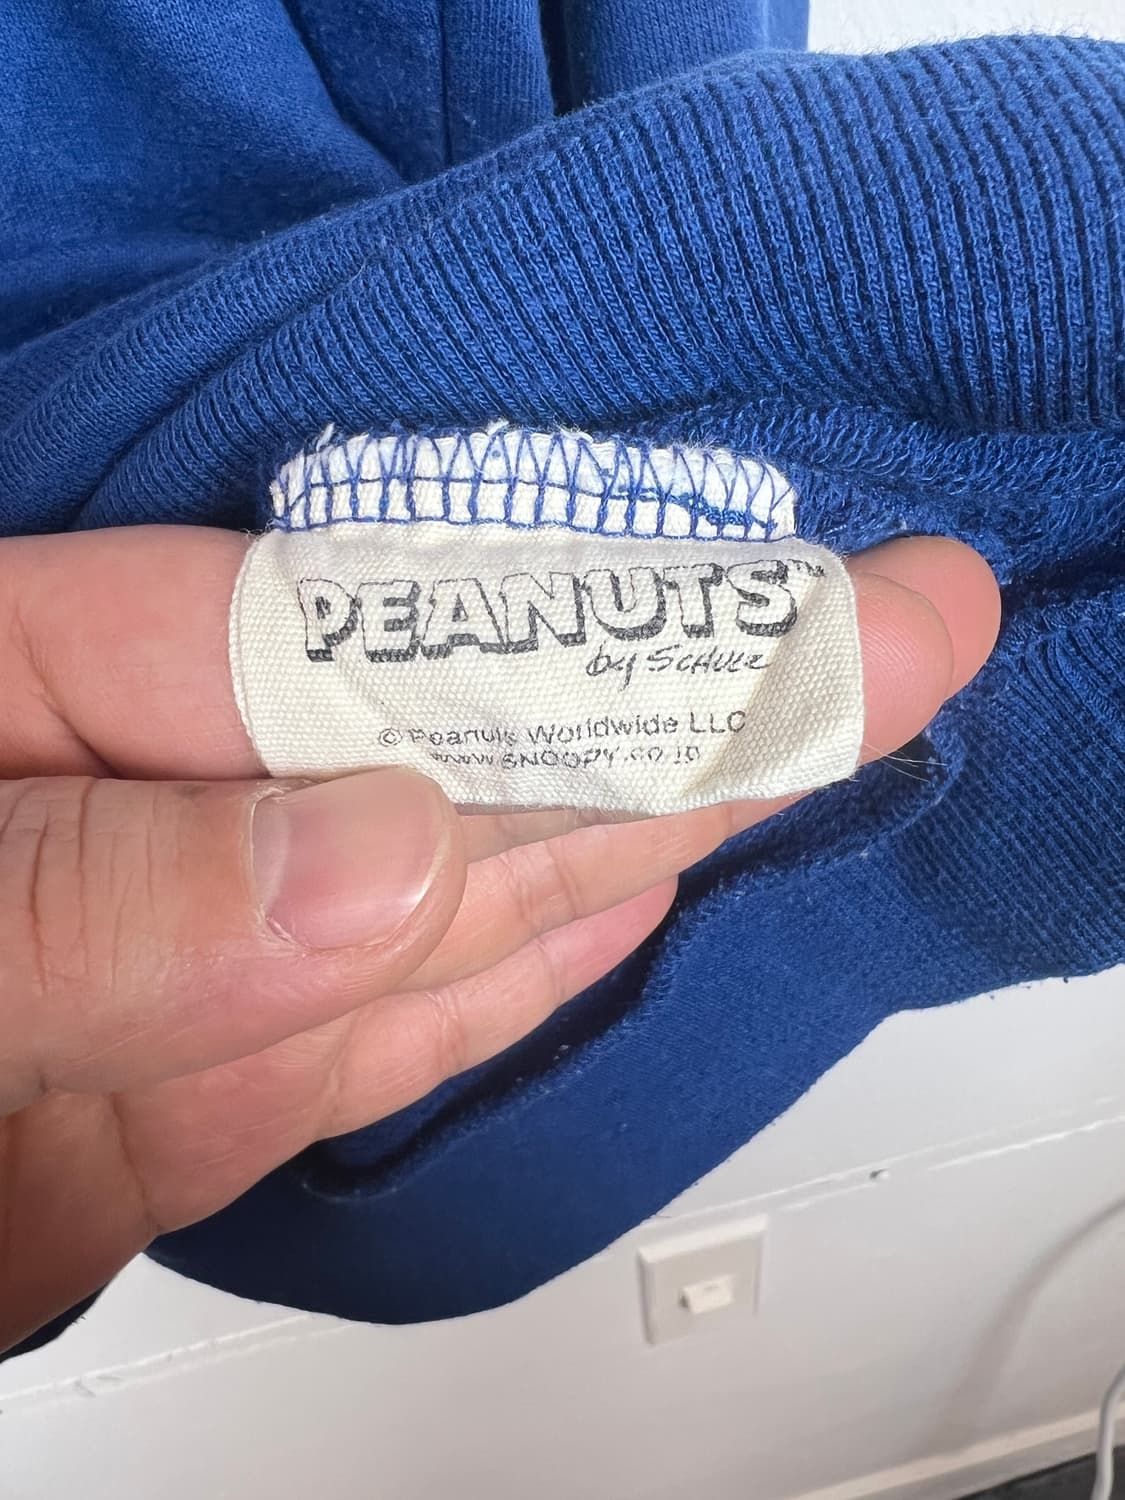 PEANUTS™
by SCHULZ
© Peanuts Worldwide LLC
www.SNOOPY.co.jp